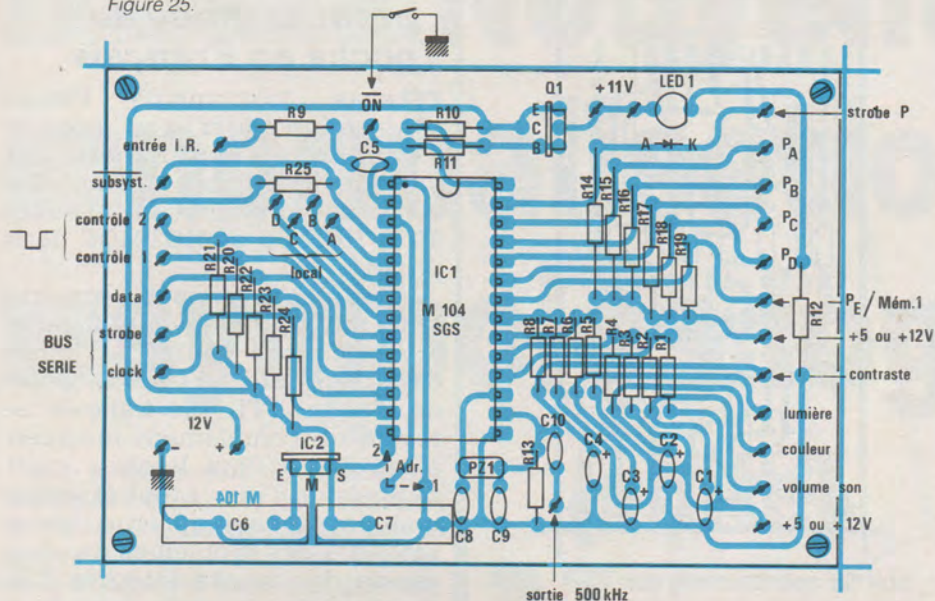 Figure 25.
ON
Q1
+11V
LED 1
R9
R10
E
C
B
strobe P
entrée I.R.
C5
R11
A
K
PA
subsyst.
R25
R14
R15
R16
R17
R18
R19
PB
contrôle 2
D
B
C
A
PC
contrôle 1
R21
R20
R22
R23
R24
local
IC1
M 104
SGS
PD
data
R12
PE/Mém.1
BUS
SERIE
strobe
R8
R7
R6
R5
R4
R3
R2
R1
+5 ou +12V
clock
contraste
lumière
12V
-
+
IC2
2
C10
C4
C2
couleur
E
M
S
Adr.
1
PZ1
R13
C3
C1
volume son
M 104
C6
C7
C8
C9
+5 ou +12V
sortie 500 kHz